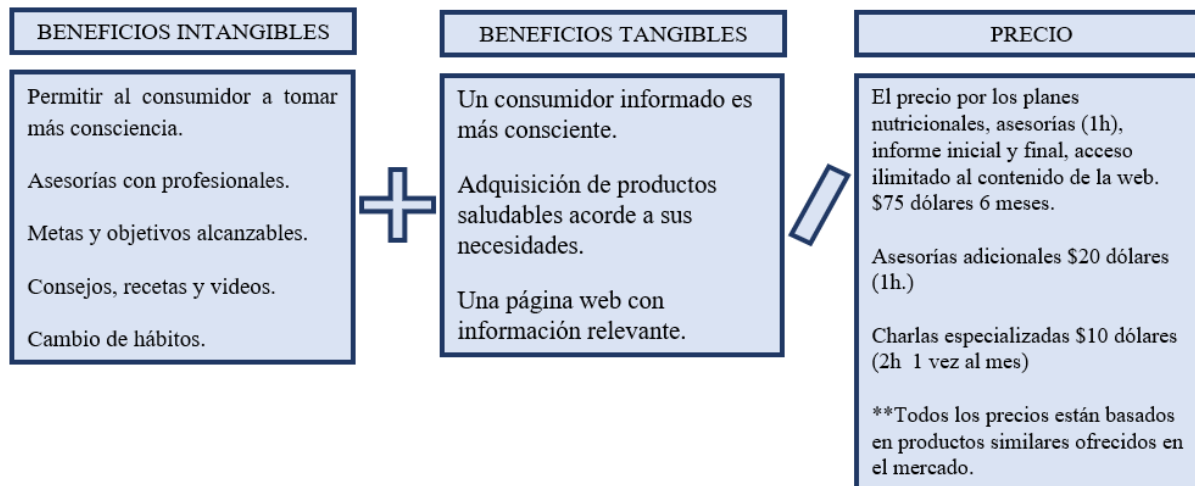 BENEFICIOS INTANGIBLES
Permitir al consumidor a tomar
más consciencia.
Asesorías con profesionales.
Metas y objetivos alcanzables.
Consejos, recetas y videos.
Cambio de hábitos.
BENEFICIOS TANGIBLES
Un consumidor informado es
más consciente.
Adquisición de productos
saludables acorde a sus
necesidades.
Una página web con
información relevante.
PRECIO
El precio por los planes
nutricionales, asesorías (1h),
informe inicial y final, acceso
ilimitado al contenido de la web.
$75 dólares 6 meses.
Asesorías adicionales $20 dólares
(1h.)
Charlas especializadas $10 dólares
(2h 1 vez al mes)
**Todos los precios están basados
en productos similares ofrecidos en
el mercado.